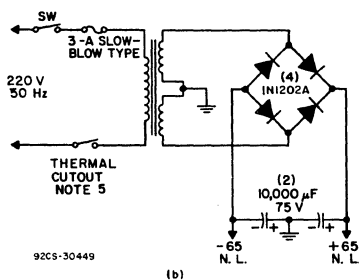 SW
3-A SLOW-
BLOW TYPE
220 V
50 Hz
(4)
1N1202A
THERMAL
CUTOUT
NOTE 5
(2)
10,000 µF
75 V
- + - +
-65
N. L.
+65
N. L.
92CS-30449
(b)